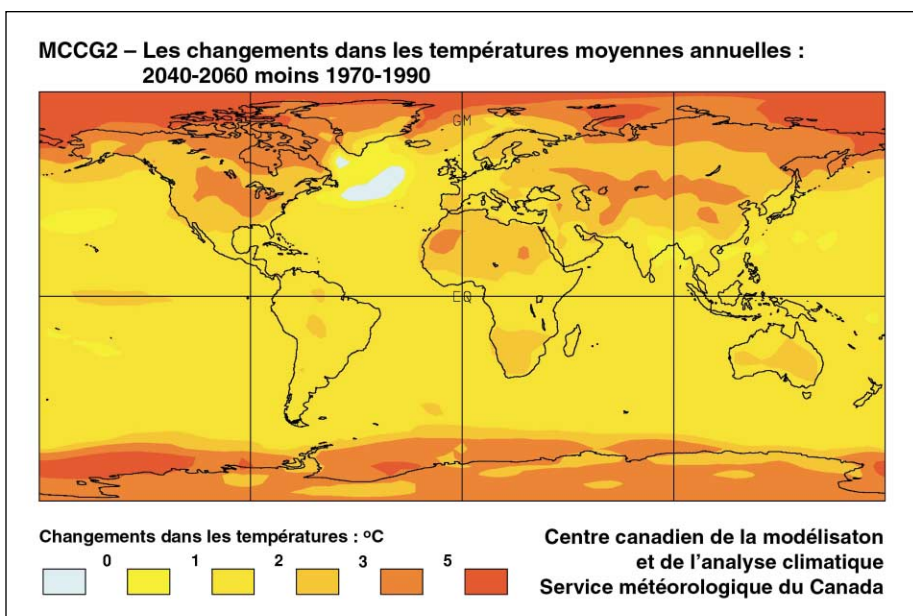 MCCG2 – Les changements dans les températures moyennes annuelles :
2040-2060 moins 1970-1990
GM
EQ
Changements dans les températures : ºC
0 1 2 3 5
Centre canadien de la modélisaton
et de l’analyse climatique
Service météorologique du Canada